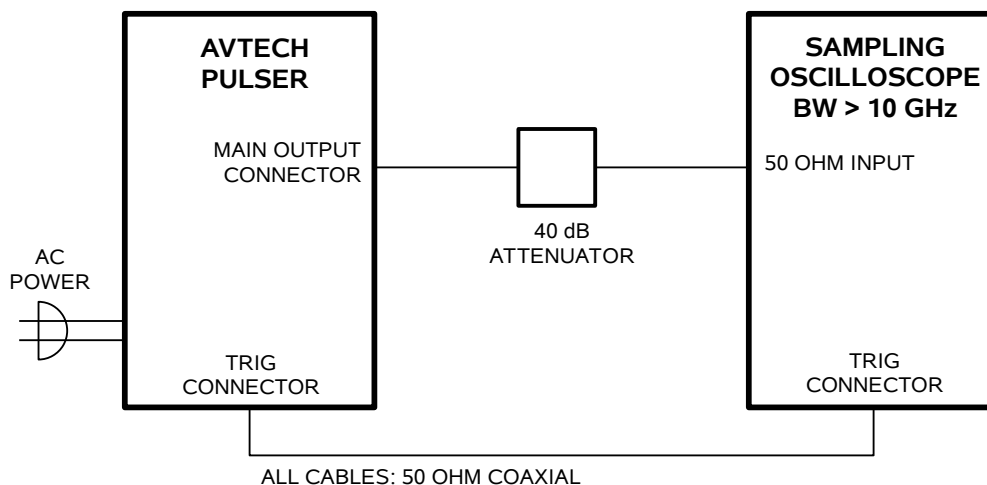 AVTECH
PULSER
MAIN OUTPUT
CONNECTOR
AC
POWER
TRIG
CONNECTOR
40 dB
ATTENUATOR
SAMPLING
OSCILLOSCOPE
BW > 10 GHz
50 OHM INPUT
TRIG
CONNECTOR
ALL CABLES: 50 OHM COAXIAL